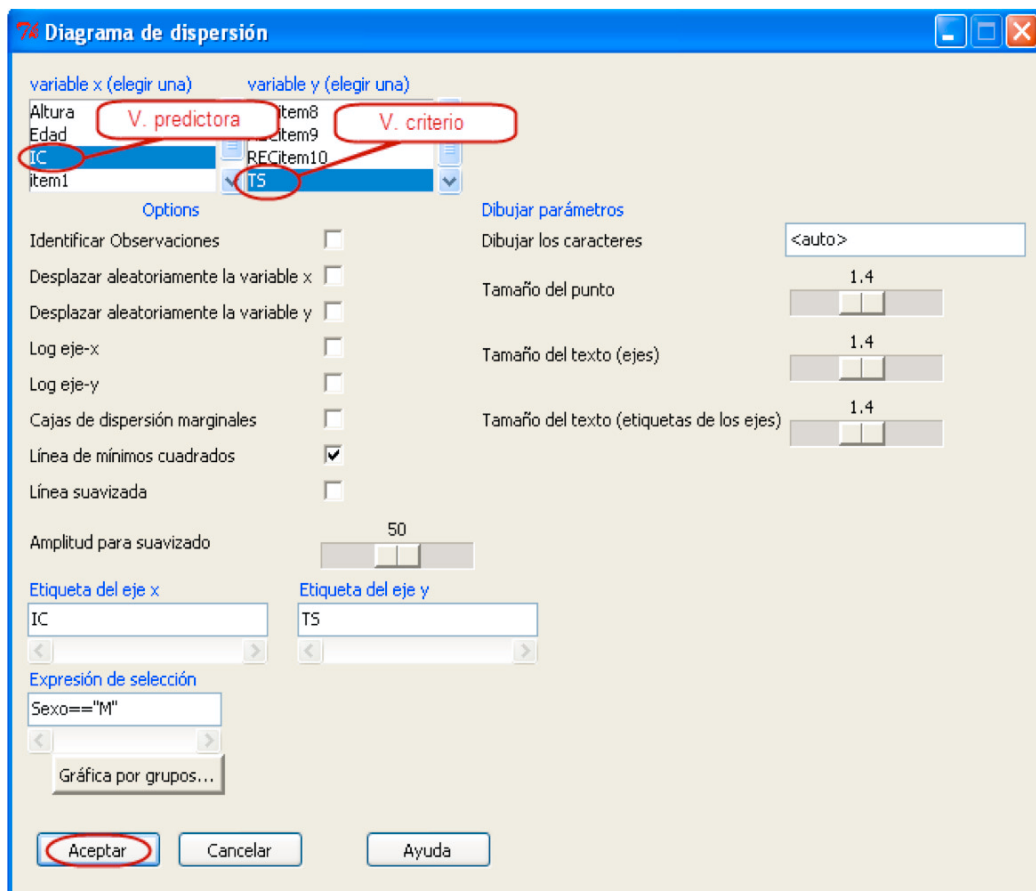 Diagrama de dispersión
variable x (elegir una)
variable y (elegir una)
Altura
Edad
IC
item1
V. predictora
item8
item9
RECitem10
TS
V. criterio
Options
Identificar Observaciones
Desplazar aleatoriamente la variable x
Desplazar aleatoriamente la variable y
Log eje-x
Log eje-y
Cajas de dispersión marginales
Línea de mínimos cuadrados
Línea suavizada
Amplitud para suavizado
50
Dibujar parámetros
Dibujar los caracteres
<auto>
Tamaño del punto
1.4
Tamaño del texto (ejes)
1.4
Tamaño del texto (etiquetas de los ejes)
1.4
Etiqueta del eje x
IC
Etiqueta del eje y
TS
Expresión de selección
Sexo=="M"
Gráfica por grupos...
Aceptar
Cancelar
Ayuda